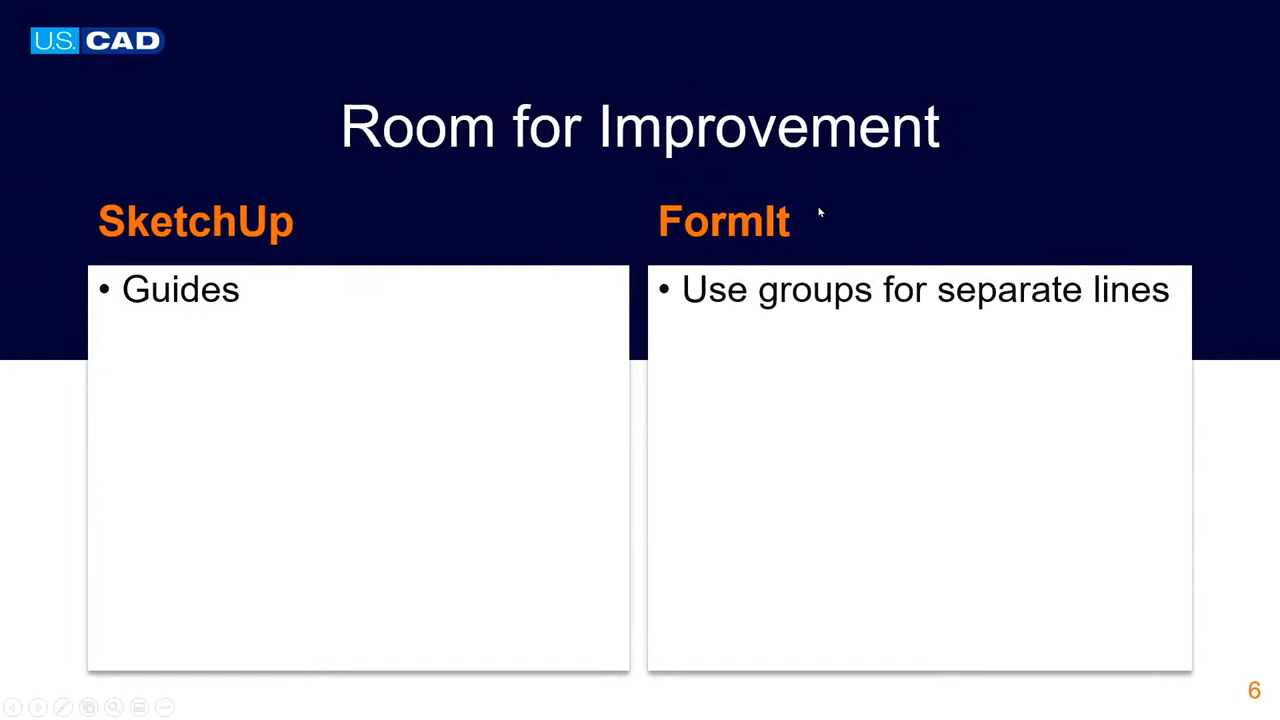 U.S. CAD
Room for Improvement
SketchUp
• Guides
FormIt
• Use groups for separate lines
6